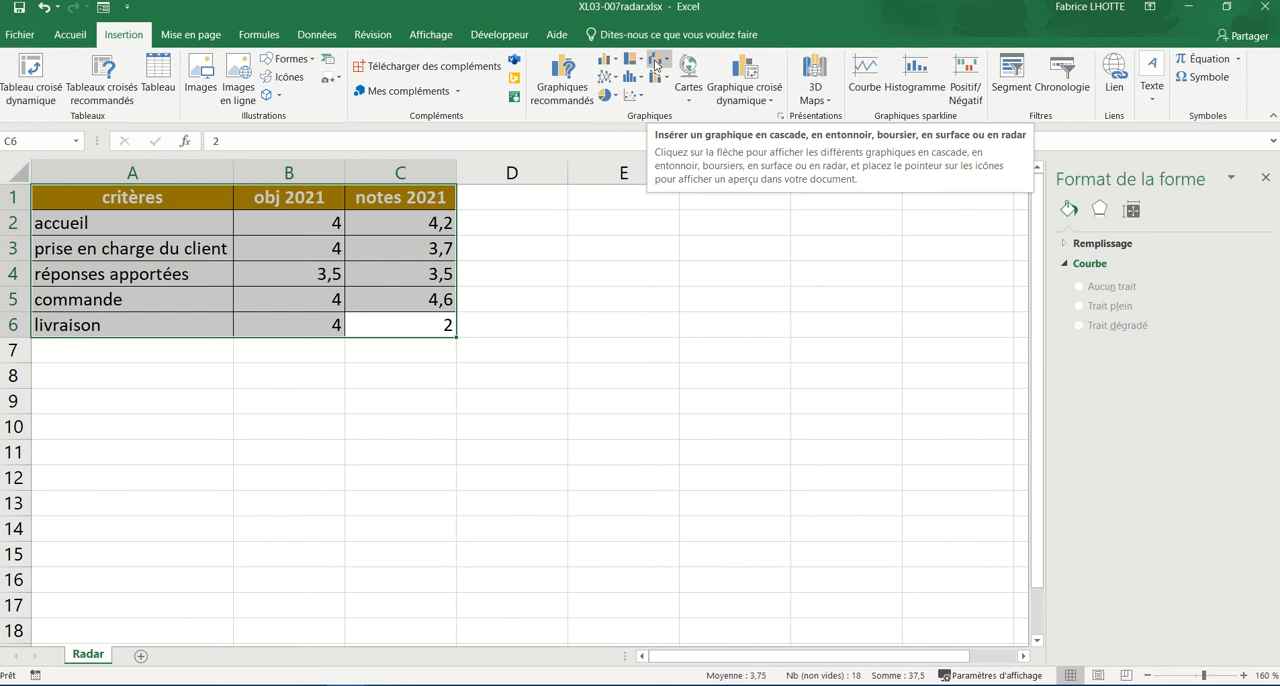 XL03-007radar.xlsx - Excel
Fabrice LHOTTE
Fichier Accueil Insertion Mise en page Formules Données Révision Affichage Développeur Aide Dites-nous ce que vous voulez faire Partager
Tableau croisé dynamique
Tableaux croisés recommandés
Tableau
Tableaux
Images
Images en ligne
Formes
Icônes
Illustrations
Télécharger des compléments
Mes compléments
Compléments
Graphiques recommandés
Cartes
Graphique croisé dynamique
Graphiques
3D Maps
Présentations
Courbe
Histogramme
Positif/ Négatif
Graphiques sparkline
Segment
Chronologie
Filtres
Lien
Liens
Texte
Équation
Symbole
Symboles
C6 fx 2
Insérer un graphique en cascade, en entonnoir, boursier, en surface ou en radar
Cliquez sur la flèche pour afficher les différents graphiques en cascade, en
entonnoir, boursiers, en surface ou en radar, et placez le pointeur sur les icônes
pour afficher un aperçu dans votre document.
A B C D E
1 critères obj 2021 notes 2021
2 accueil 4 4,2
3 prise en charge du client 4 3,7
4 réponses apportées 3,5 3,5
5 commande 4 4,6
6 livraison 4 2
7
8
9
10
11
12
13
14
15
16
17
18
Format de la forme
Remplissage
Courbe
Aucun trait
Trait plein
Trait dégradé
Radar
Prêt
Moyenne : 3,75 Nb (non vides) : 18 Somme : 37,5 Paramètres d'affichage 160 %